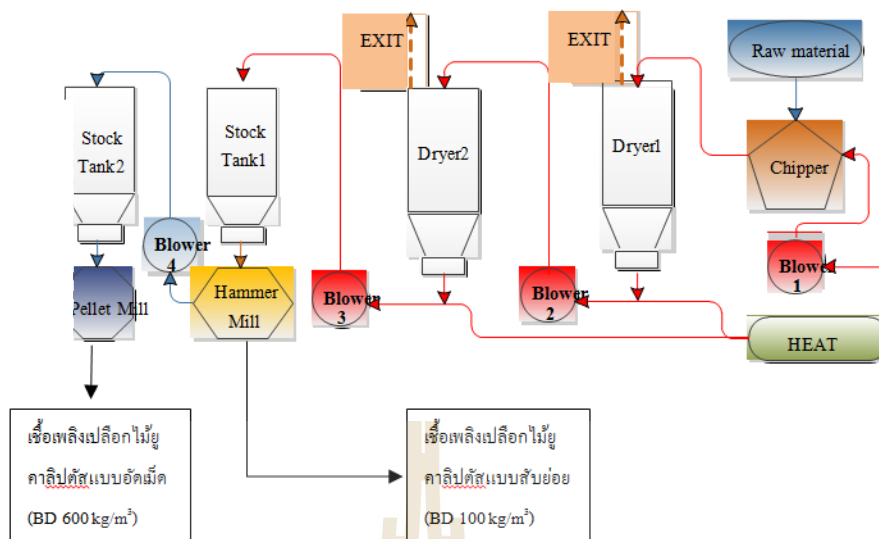 EXIT
EXIT
Raw material
Stock
Tank2
Stock
Tank1
Dryer2
Dryer1
Chipper
Blower
4
Blower
1
Pellet Mill
Hammer
Mill
Blower
3
Blower
2
HEAT
เชื้อเพลิงเปลือกไม้ยู
คาลิปตัสแบบอัดเม็ด
(BD 600 kg/m³)
เชื้อเพลิงเปลือกไม้ยู
คาลิปตัสแบบสับย่อย
(BD 100 kg/m³)